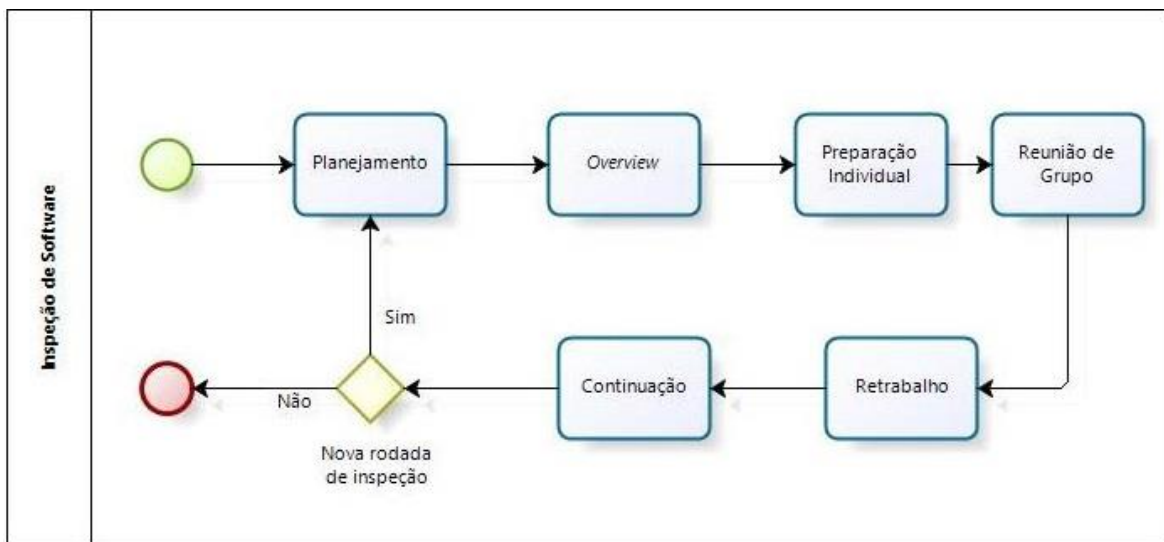 Inspeção de Software
Planejamento
Overview
Preparação
Individual
Reunião de
Grupo
Sim
Não
Nova rodada
de inspeção
Continuação
Retrabalho